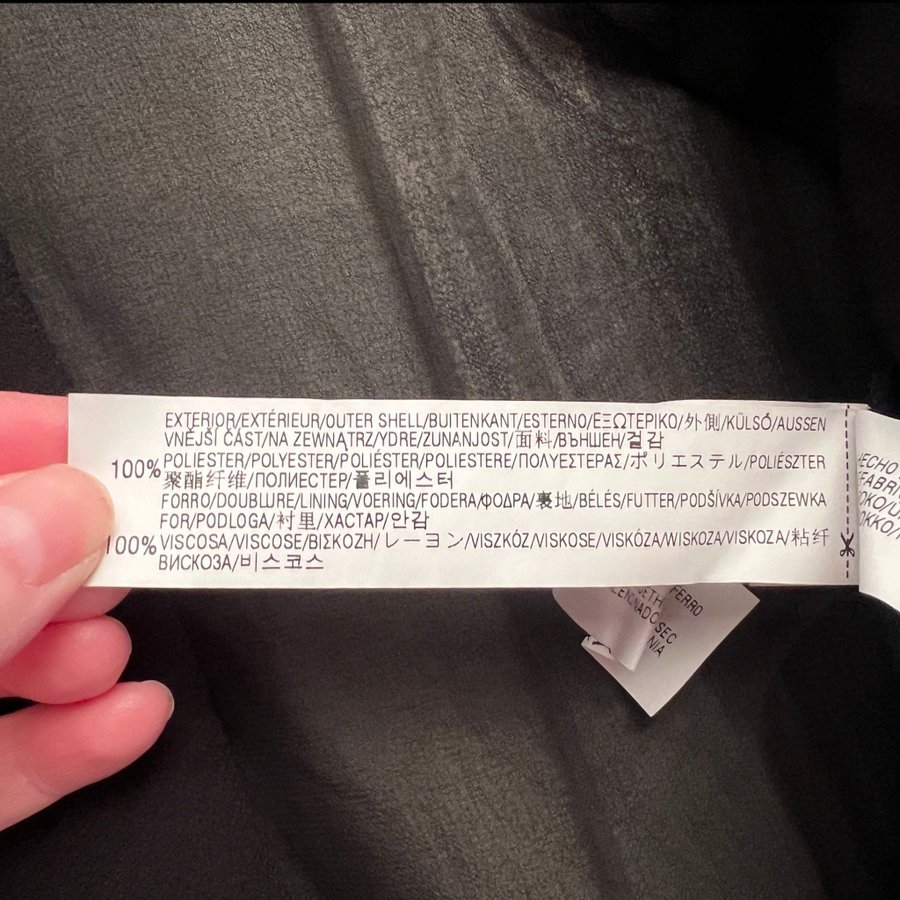 EXTERIOR/EXTÉRIEUR/OUTER SHELL/BUITENKANT/ESTERNO/ΕΞΩΤΕΡΙΚΟ/外側/KÜLSŐ/AUSSEN
VNĚJŠÍ ČÁST/NA ZEWNĄTRZ/YDRE/ZUNANJOST/面料/ВЪНШЕН/겉감
100% POLIESTER/POLYESTER/POLIÉSTER/POLIESTERE/ΠΟΛΥΕΣΤΕΡΑΣ/ポリエステル/POLIÉSZTER
聚酯纤维/ПОЛИЕСТЕР/폴리에스터
FORRO/DOUBLURE/LINING/VOERING/FODERA/ΦΟΔΡΑ/裏地/BÉLÉS/FUTTER/PODŠÍVKA/PODSZEWKA
FOR/PODLOGA/衬里/ХАСТАР/안감
100% VISCOSA/VISCOSE/ΒΙΣΚΟΖΗ/レーヨン/VISZKÓZ/VISKOSE/VISKÓZA/WISKOZA/VISKOZA/粘纤
ВИСКОЗА/비스코스
FERRO
SEC